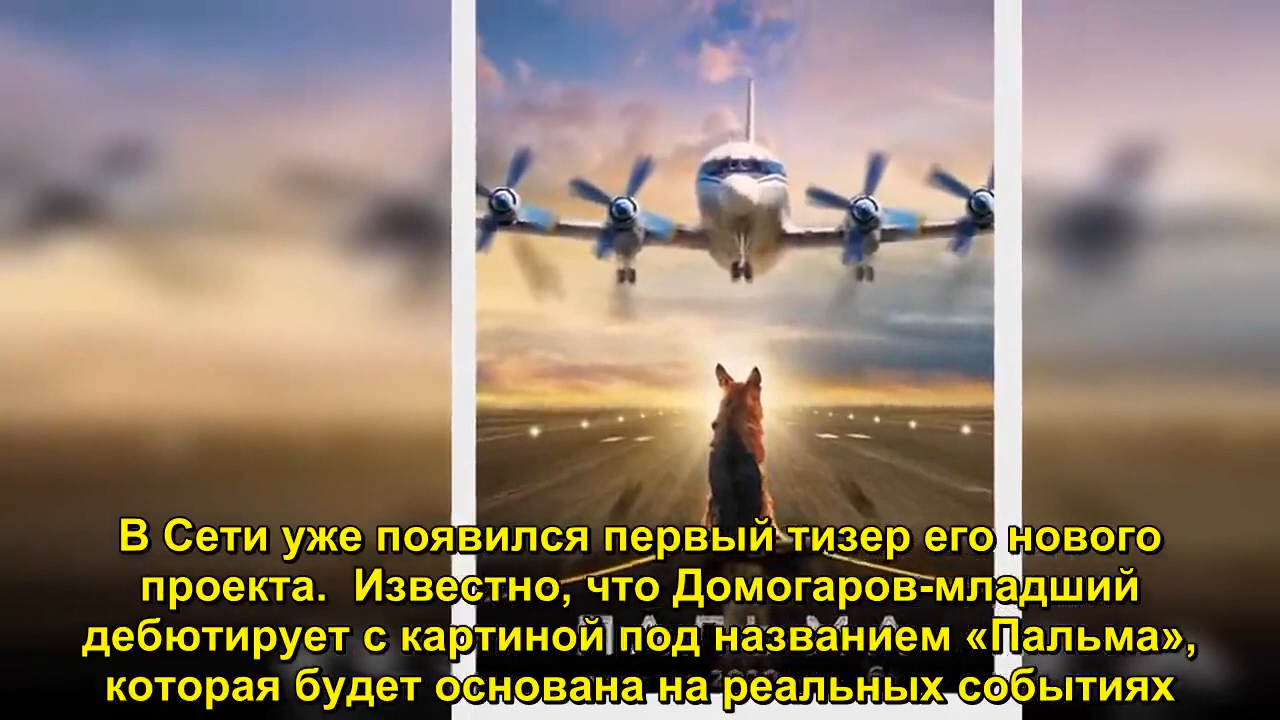 В Сети уже появился первый тизер его нового
проекта.  Известно, что Домогаров-младший
дебютирует с картиной под названием «Пальма»,
которая будет основана на реальных событиях
ПАЛЬМА